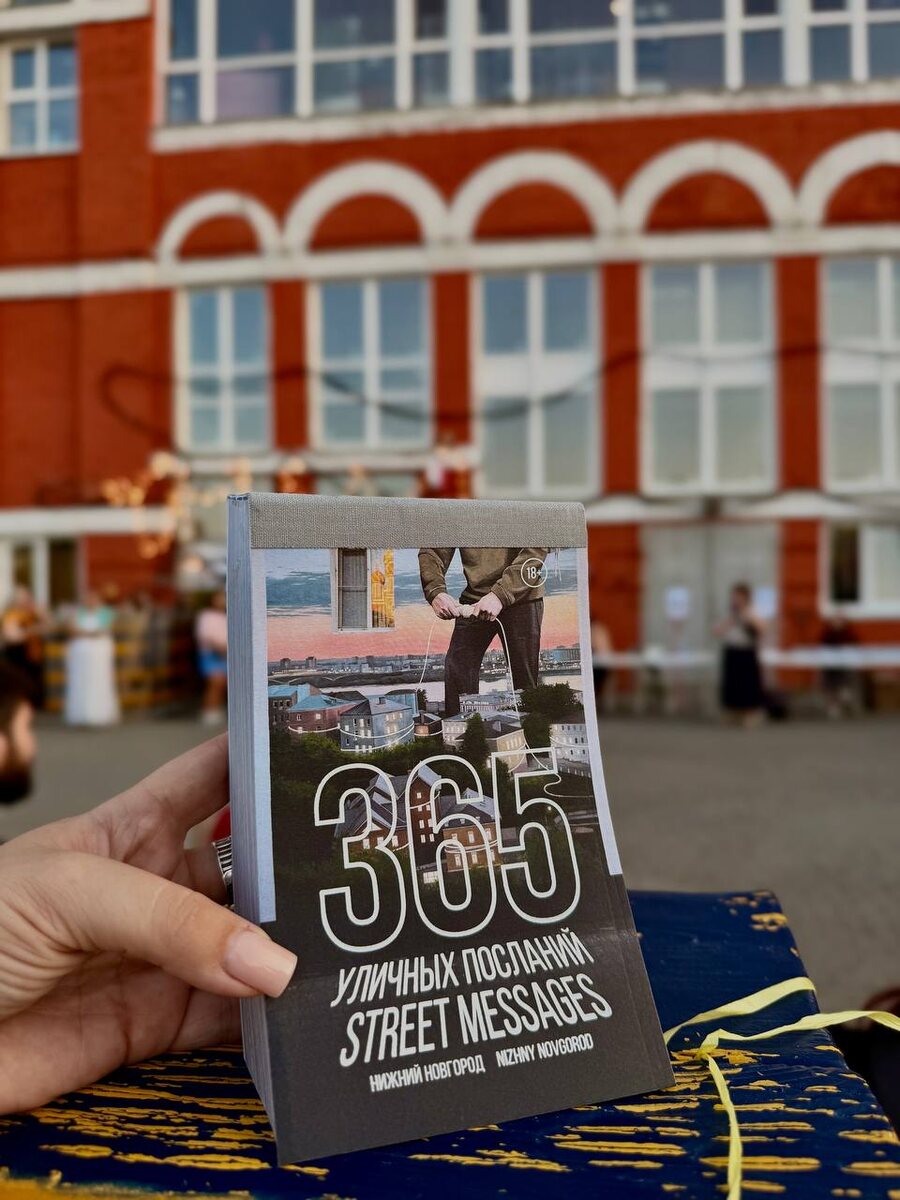 18+
365
УЛИЧНЫХ ПОСЛАНИЙ
STREET MESSAGES
НИЖНИЙ НОВГОРОД NIZHNY NOVGOROD